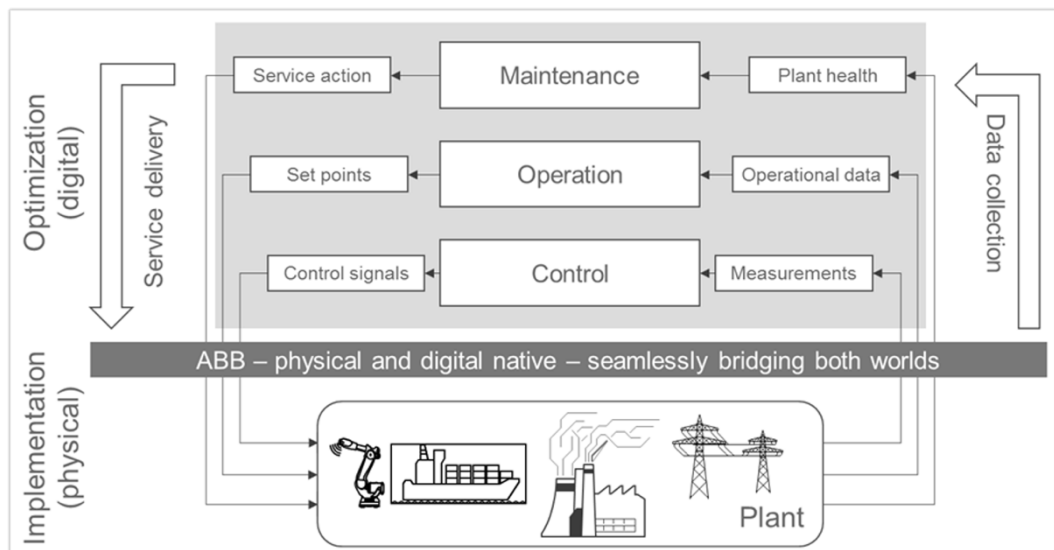 Optimization
(digital)
Service delivery
Service action
Maintenance
Plant health
Set points
Operation
Operational data
Control signals
Control
Measurements
Data collection
ABB – physical and digital native – seamlessly bridging both worlds
Implementation
(physical)
Plant